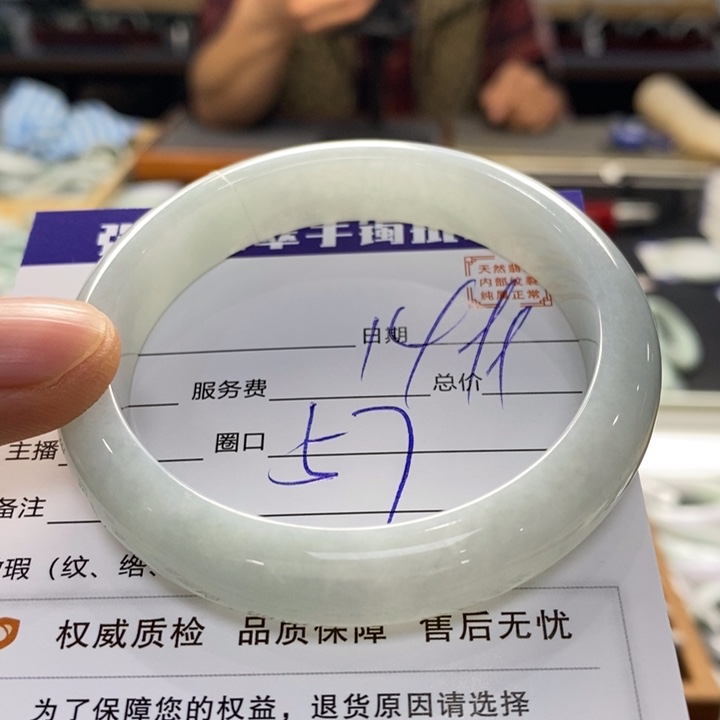 手镯
天然翡
内部纹裂
纯属正常
日期
服务费 总价
圈口 57
主播
备注
瑕（纹、络、
权威质检 品质保障 售后无忧
为了保障您的权益，退货原因请选择